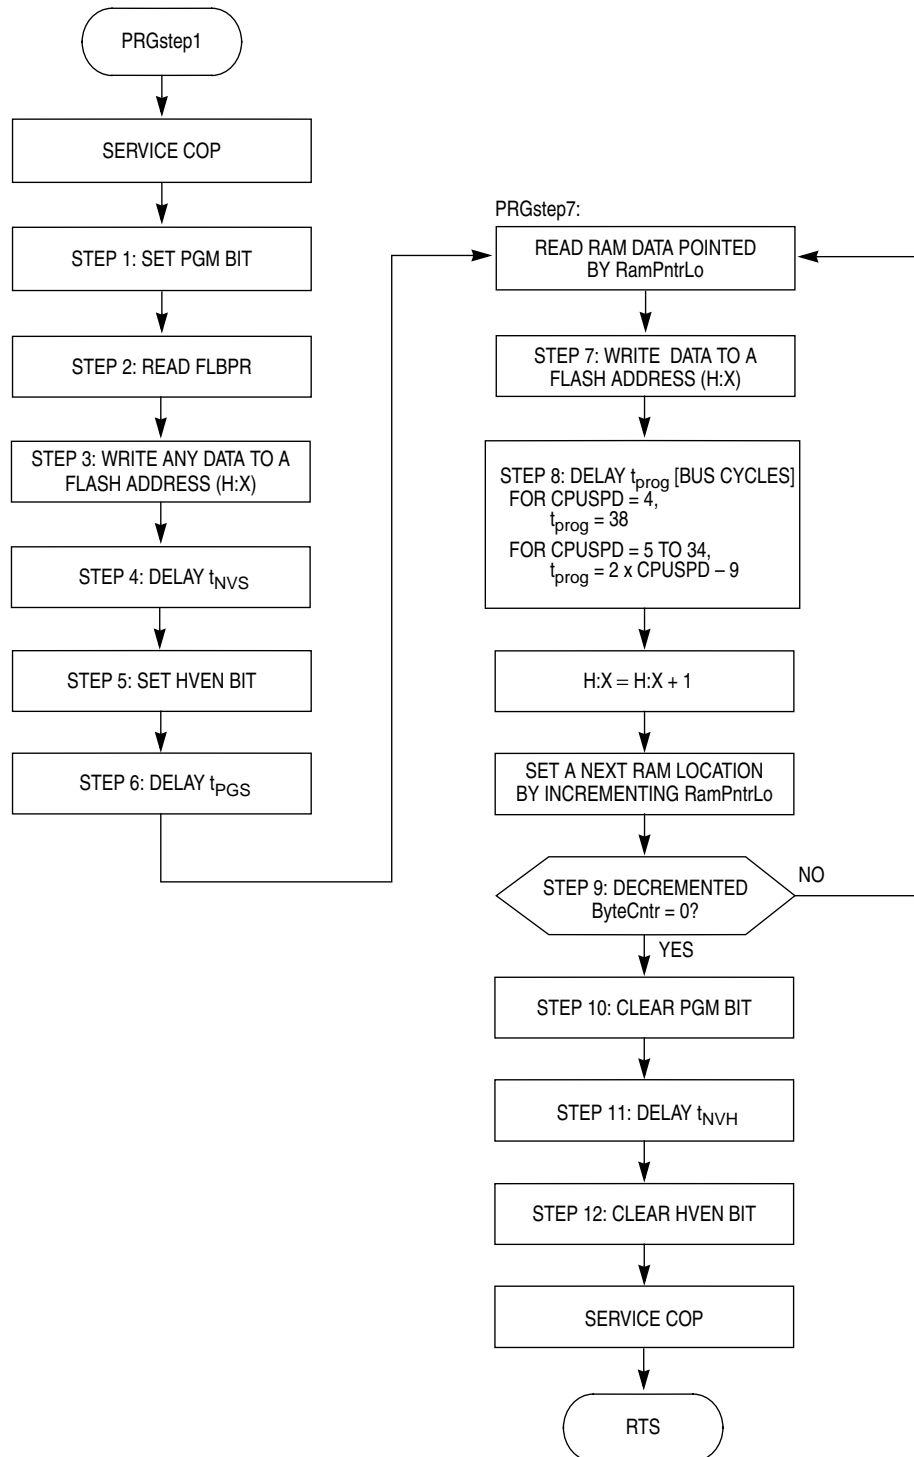 PRGstep1
SERVICE COP
STEP 1: SET PGM BIT
STEP 2: READ FLBPR
STEP 3: WRITE ANY DATA TO A
FLASH ADDRESS (H:X)
STEP 4: DELAY tNVS
STEP 5: SET HVEN BIT
STEP 6: DELAY tPGS
PRGstep7:
READ RAM DATA POINTED
BY RamPntrLo
STEP 7: WRITE DATA TO A
FLASH ADDRESS (H:X)
STEP 8: DELAY tprog [BUS CYCLES]
FOR CPUSPD = 4,
tprog = 38
FOR CPUSPD = 5 TO 34,
tprog = 2 x CPUSPD – 9
H:X = H:X + 1
SET A NEXT RAM LOCATION
BY INCREMENTING RamPntrLo
STEP 9: DECREMENTED
ByteCntr = 0?
NO
YES
STEP 10: CLEAR PGM BIT
STEP 11: DELAY tNVH
STEP 12: CLEAR HVEN BIT
SERVICE COP
RTS